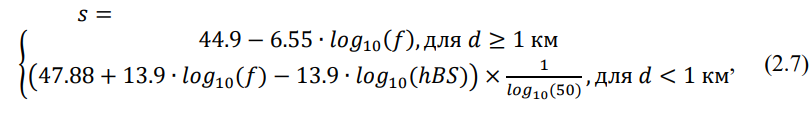 s =
44.9 − 6.55 · log₁₀(f), для d ≥ 1 км
(47.88 + 13.9 · log₁₀(f) − 13.9 · log₁₀(hBS)) × 1/log₁₀(50), для d < 1 км, (2.7)